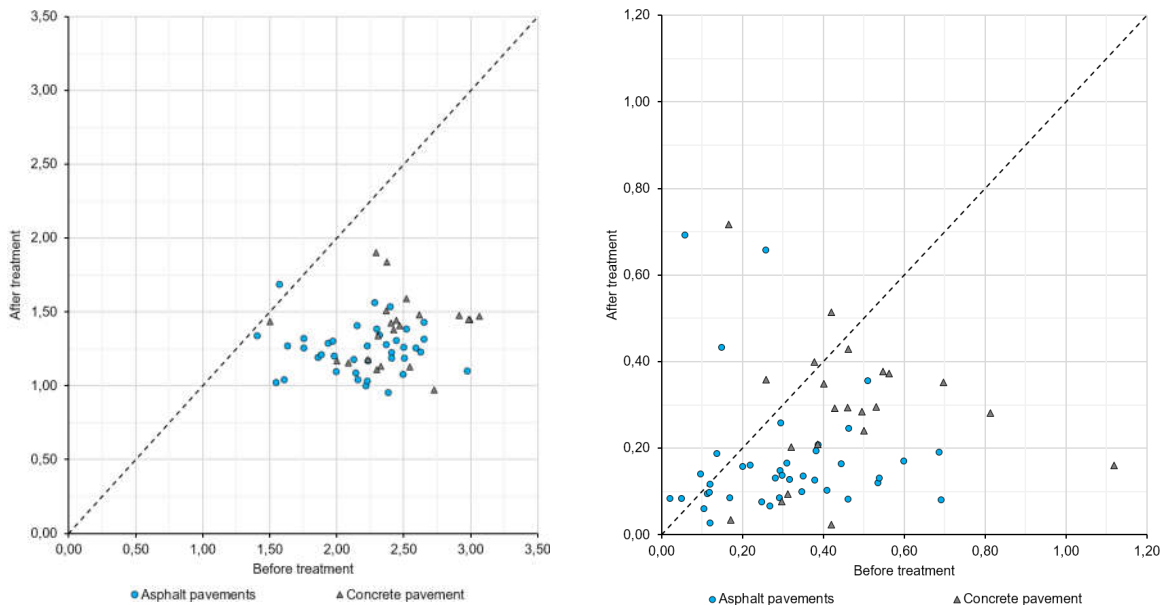 3,50
3,00
2,50
2,00
1,50
1,00
0,50
0,00
After treatment
0,00 0,50 1,00 1,50 2,00 2,50 3,00 3,50
Before treatment
Asphalt pavements Concrete pavement
1,20
1,00
0,80
0,60
0,40
0,20
0,00
After treatment
0,00 0,20 0,40 0,60 0,80 1,00 1,20
Before treatment
Asphalt pavements Concrete pavement